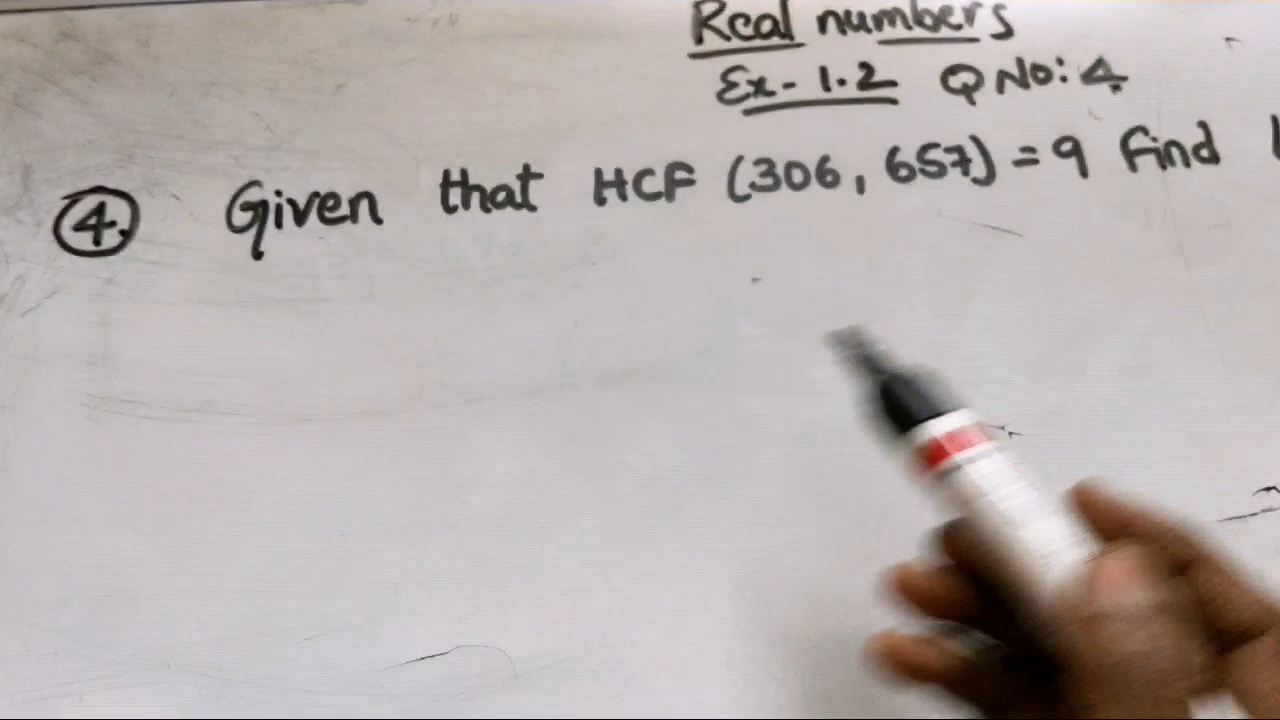 Real numbers
Ex- 1.2 Q No: 4
4. Given that HCF (306, 657) = 9 find